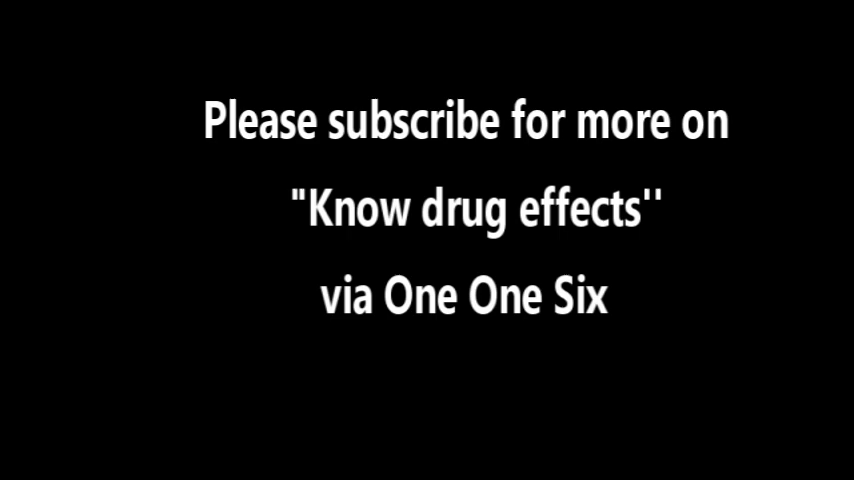 Please subscribe for more on
"Know drug effects''
via One One Six